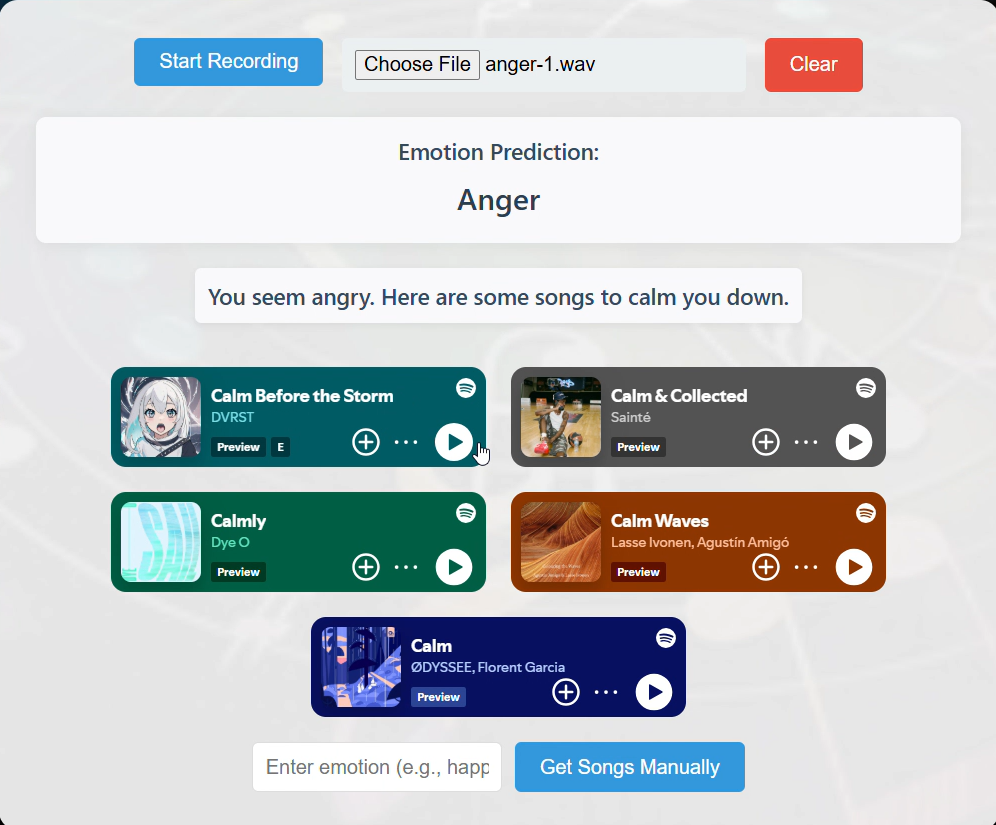 Start Recording
Choose File anger-1.wav
Clear
Emotion Prediction:
Anger
You seem angry. Here are some songs to calm you down.
Calm Before the Storm
DVRST
Preview E
Calm & Collected
Sainté
Preview
Calmly
Dye O
Preview
Calm Waves
Lasse Ivonen, Agustín Amigó
Preview
Calm
ØDYSSEE, Florent Garcia
Preview
Enter emotion (e.g., happ
Get Songs Manually